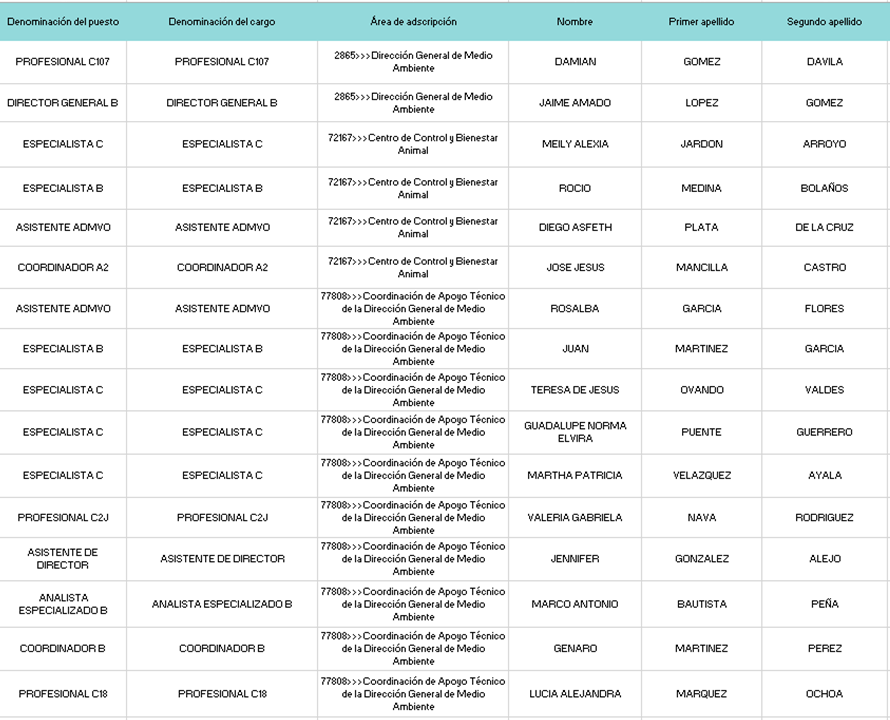 Denominación del puesto Denominación del cargo Área de adscripción Nombre Primer apellido Segundo apellido
PROFESIONAL C107 PROFESIONAL C107 2865>>>Dirección General de Medio Ambiente DAMIAN GOMEZ DAVILA
DIRECTOR GENERAL B DIRECTOR GENERAL B 2865>>>Dirección General de Medio Ambiente JAIME AMADO LOPEZ GOMEZ
ESPECIALISTA C ESPECIALISTA C 72167>>>Centro de Control y Bienestar Animal MEILY ALEXIA JARDON ARROYO
ESPECIALISTA B ESPECIALISTA B 72167>>>Centro de Control y Bienestar Animal ROCIO MEDINA BOLAÑOS
ASISTENTE ADMVO ASISTENTE ADMVO 72167>>>Centro de Control y Bienestar Animal DIEGO ASFETH PLATA DE LA CRUZ
COORDINADOR A2 COORDINADOR A2 72167>>>Centro de Control y Bienestar Animal JOSE JESUS MANCILLA CASTRO
ASISTENTE ADMVO ASISTENTE ADMVO 77808>>>Coordinación de Apoyo Técnico de la Dirección General de Medio Ambiente ROSALBA GARCIA FLORES
ESPECIALISTA B ESPECIALISTA B 77808>>>Coordinación de Apoyo Técnico de la Dirección General de Medio Ambiente JUAN MARTINEZ GARCIA
ESPECIALISTA C ESPECIALISTA C 77808>>>Coordinación de Apoyo Técnico de la Dirección General de Medio Ambiente TERESA DE JESUS OVANDO VALDES
ESPECIALISTA C ESPECIALISTA C 77808>>>Coordinación de Apoyo Técnico de la Dirección General de Medio Ambiente GUADALUPE NORMA ELVIRA PUENTE GUERRERO
ESPECIALISTA C ESPECIALISTA C 77808>>>Coordinación de Apoyo Técnico de la Dirección General de Medio Ambiente MARTHA PATRICIA VELAZQUEZ AYALA
PROFESIONAL C2J PROFESIONAL C2J 77808>>>Coordinación de Apoyo Técnico de la Dirección General de Medio Ambiente VALERIA GABRIELA NAVA RODRIGUEZ
ASISTENTE DE DIRECTOR ASISTENTE DE DIRECTOR 77808>>>Coordinación de Apoyo Técnico de la Dirección General de Medio Ambiente JENNIFER GONZALEZ ALEJO
ANALISTA ESPECIALIZADO B ANALISTA ESPECIALIZADO B 77808>>>Coordinación de Apoyo Técnico de la Dirección General de Medio Ambiente MARCO ANTONIO BAUTISTA PEÑA
COORDINADOR B COORDINADOR B 77808>>>Coordinación de Apoyo Técnico de la Dirección General de Medio Ambiente GENARO MARTINEZ PEREZ
PROFESIONAL C18 PROFESIONAL C18 77808>>>Coordinación de Apoyo Técnico de la Dirección General de Medio Ambiente LUCIA ALEJANDRA MARQUEZ OCHOA